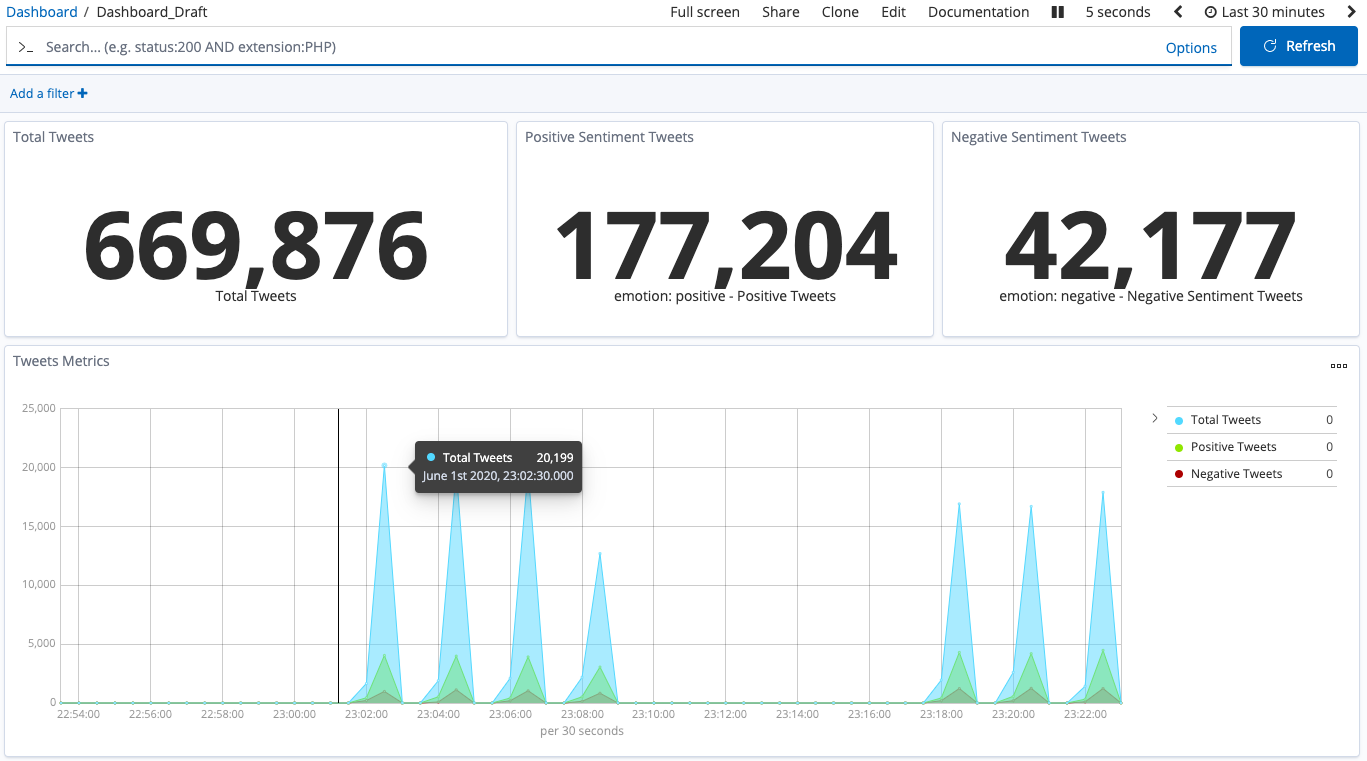 Dashboard / Dashboard_Draft Full screen Share Clone Edit Documentation 5 seconds Last 30 minutes
>_ Search... (e.g. status:200 AND extension:PHP) Options Refresh
Add a filter +
Total Tweets
669,876
Total Tweets
Positive Sentiment Tweets
177,204
emotion: positive - Positive Tweets
Negative Sentiment Tweets
42,177
emotion: negative - Negative Sentiment Tweets
Tweets Metrics
25,000
20,000
15,000
10,000
5,000
0
Total Tweets 20,199
June 1st 2020, 23:02:30.000
22:54:00 22:56:00 22:58:00 23:00:00 23:02:00 23:04:00 23:06:00 23:08:00 23:10:00 23:12:00 23:14:00 23:16:00 23:18:00 23:20:00 23:22:00
per 30 seconds
Total Tweets 0
Positive Tweets 0
Negative Tweets 0